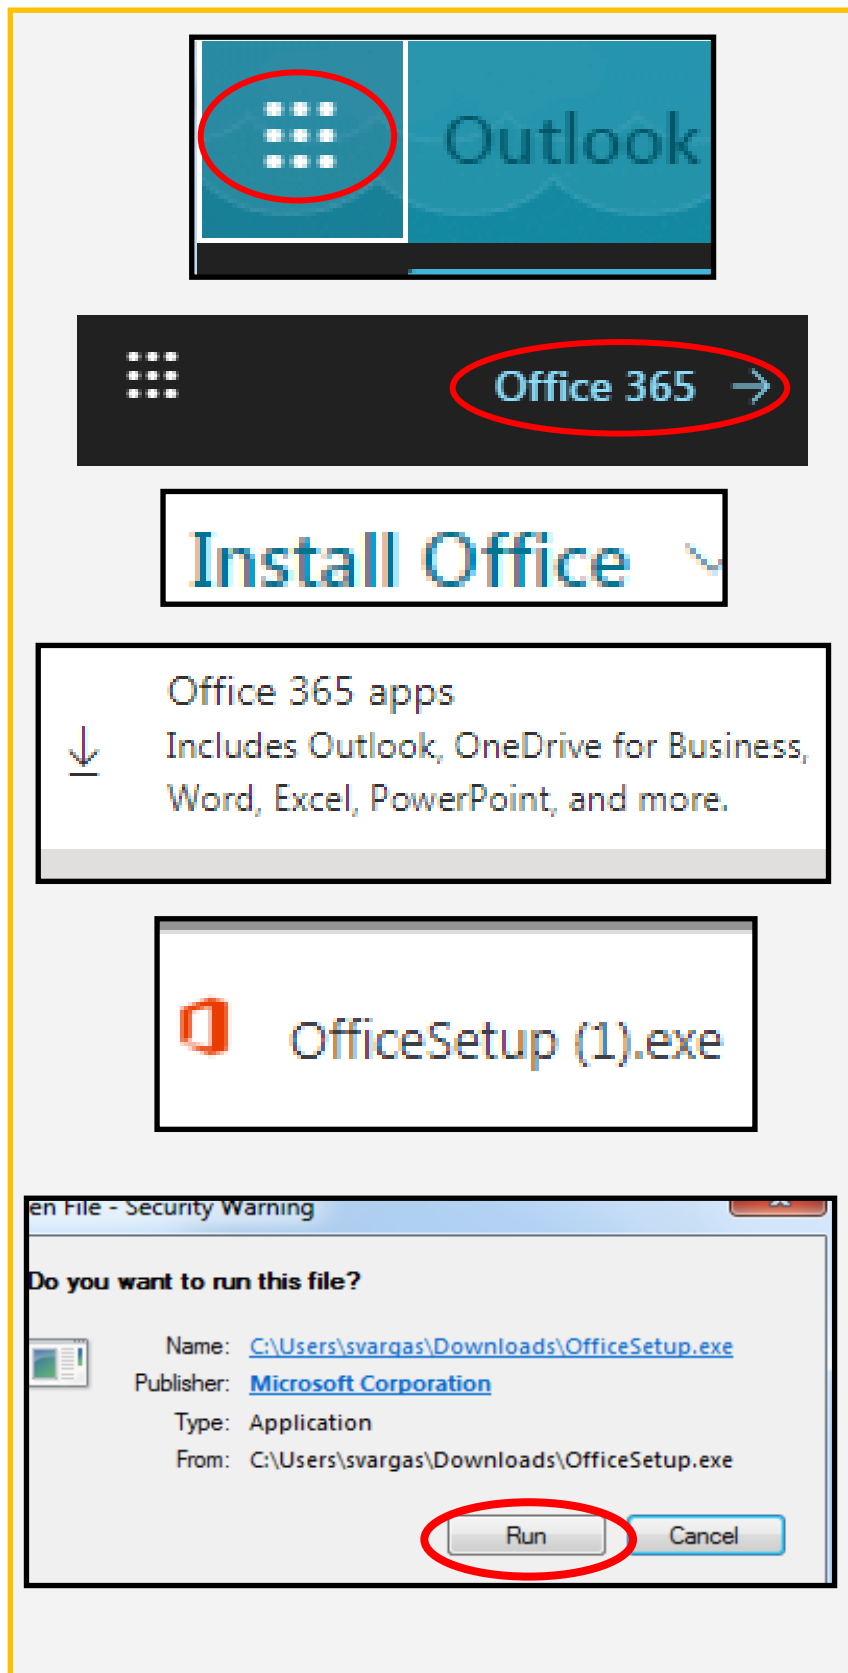 Outlook
Office 365 →
Install Office
Office 365 apps
Includes Outlook, OneDrive for Business,
Word, Excel, PowerPoint, and more.
OfficeSetup (1).exe
en File - Security Warning
Do you want to run this file?
Name: C:\Users\svargas\Downloads\OfficeSetup.exe
Publisher: Microsoft Corporation
Type: Application
From: C:\Users\svargas\Downloads\OfficeSetup.exe
Run Cancel